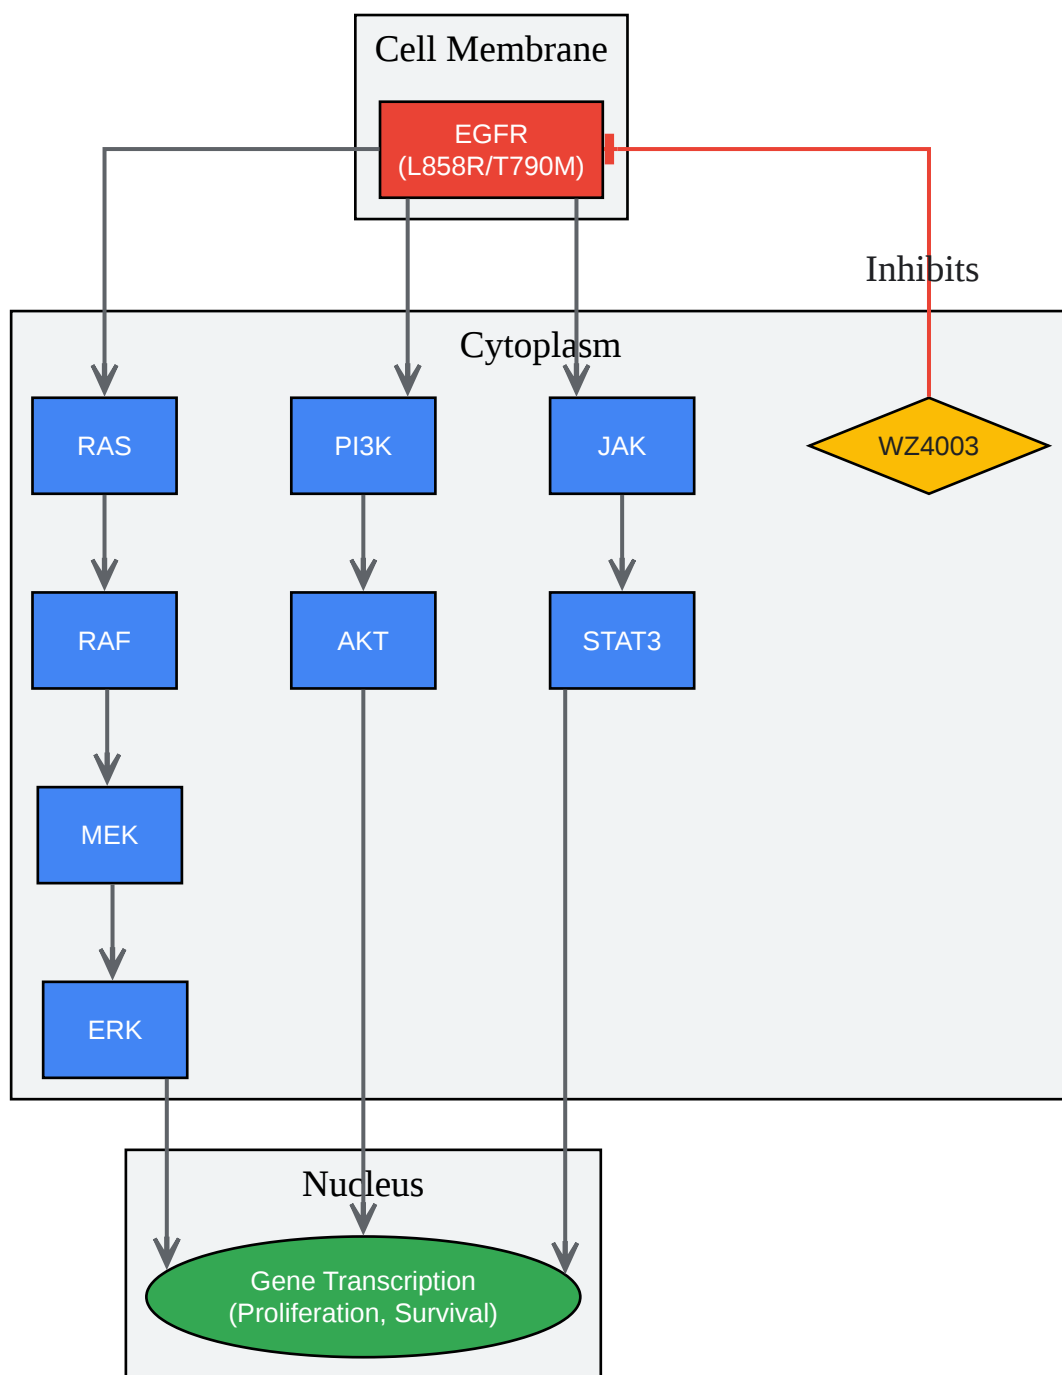 Cell Membrane
EGFR
(L858R/T790M)
Inhibits
Cytoplasm
RAS
PI3K
JAK
WZ4003
RAF
AKT
STAT3
MEK
ERK
Nucleus
Gene Transcription
(Proliferation, Survival)